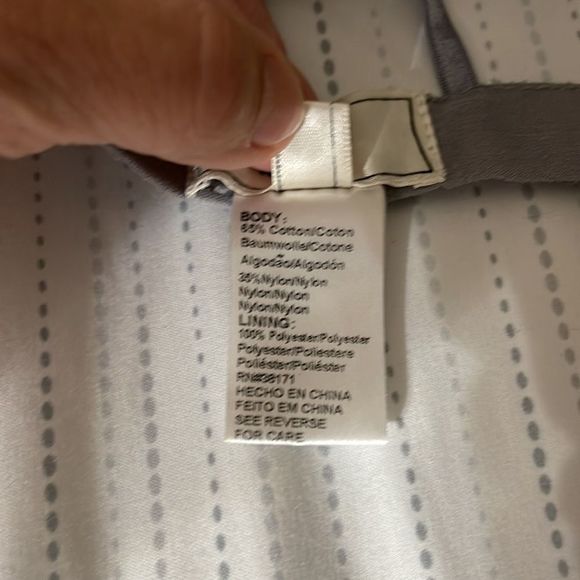 BODY:
65% Cotton/Coton
Baumwolle/Cotone
Algodão/Algodón
35%Nylon/Nylon
Nylon/Nylon
Nylon/Nylon
LINING:
100% Polyester/Polyester
Polyester/Poliestere
Poliéster/Poliéster
RN#38171
HECHO EN CHINA
FEITO EM CHINA
SEE REVERSE
FOR CARE